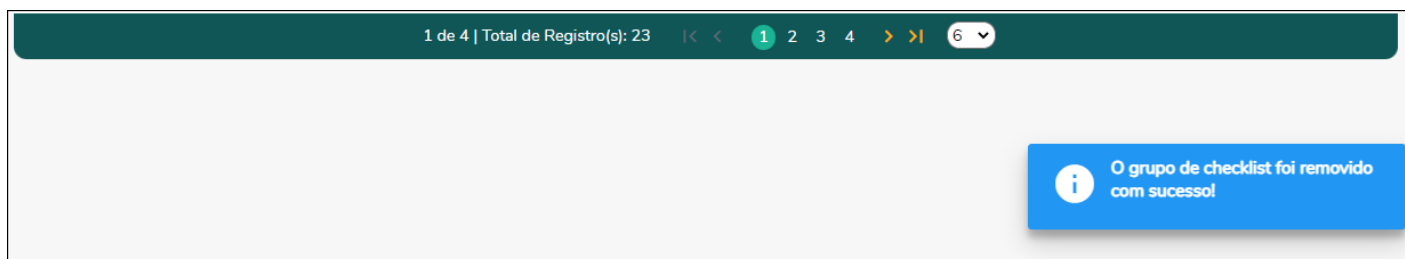 1 de 4 | Total de Registro(s): 23 |< < 1 2 3 4 > >| 6
O grupo de checklist foi removido
com sucesso!